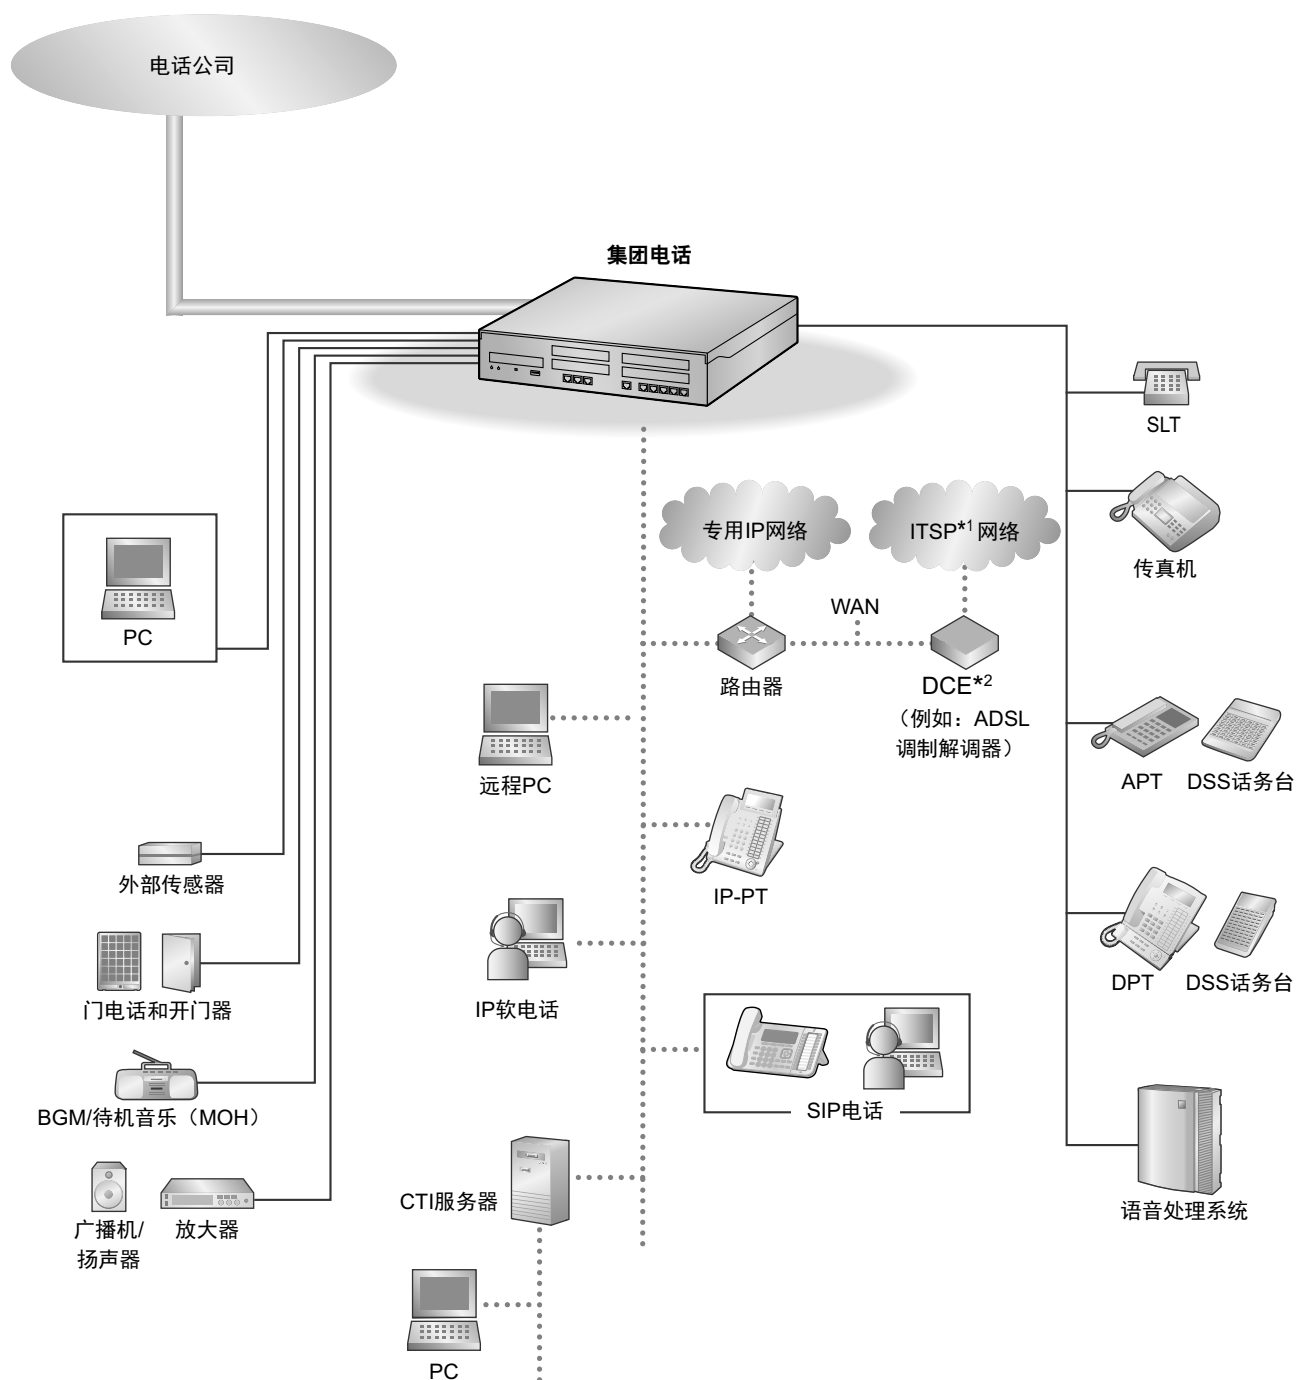 电话公司
集团电话
SLT
专用IP网络
ITSP*1 网络
传真机
WAN
PC
路由器
DCE*2
（例如：ADSL
调制解调器）
远程PC
APT
DSS话务台
外部传感器
IP-PT
DPT
DSS话务台
门电话和开门器
IP软电话
BGM/待机音乐（MOH）
SIP电话
CTI服务器
语音处理系统
广播机/
扬声器
放大器
PC